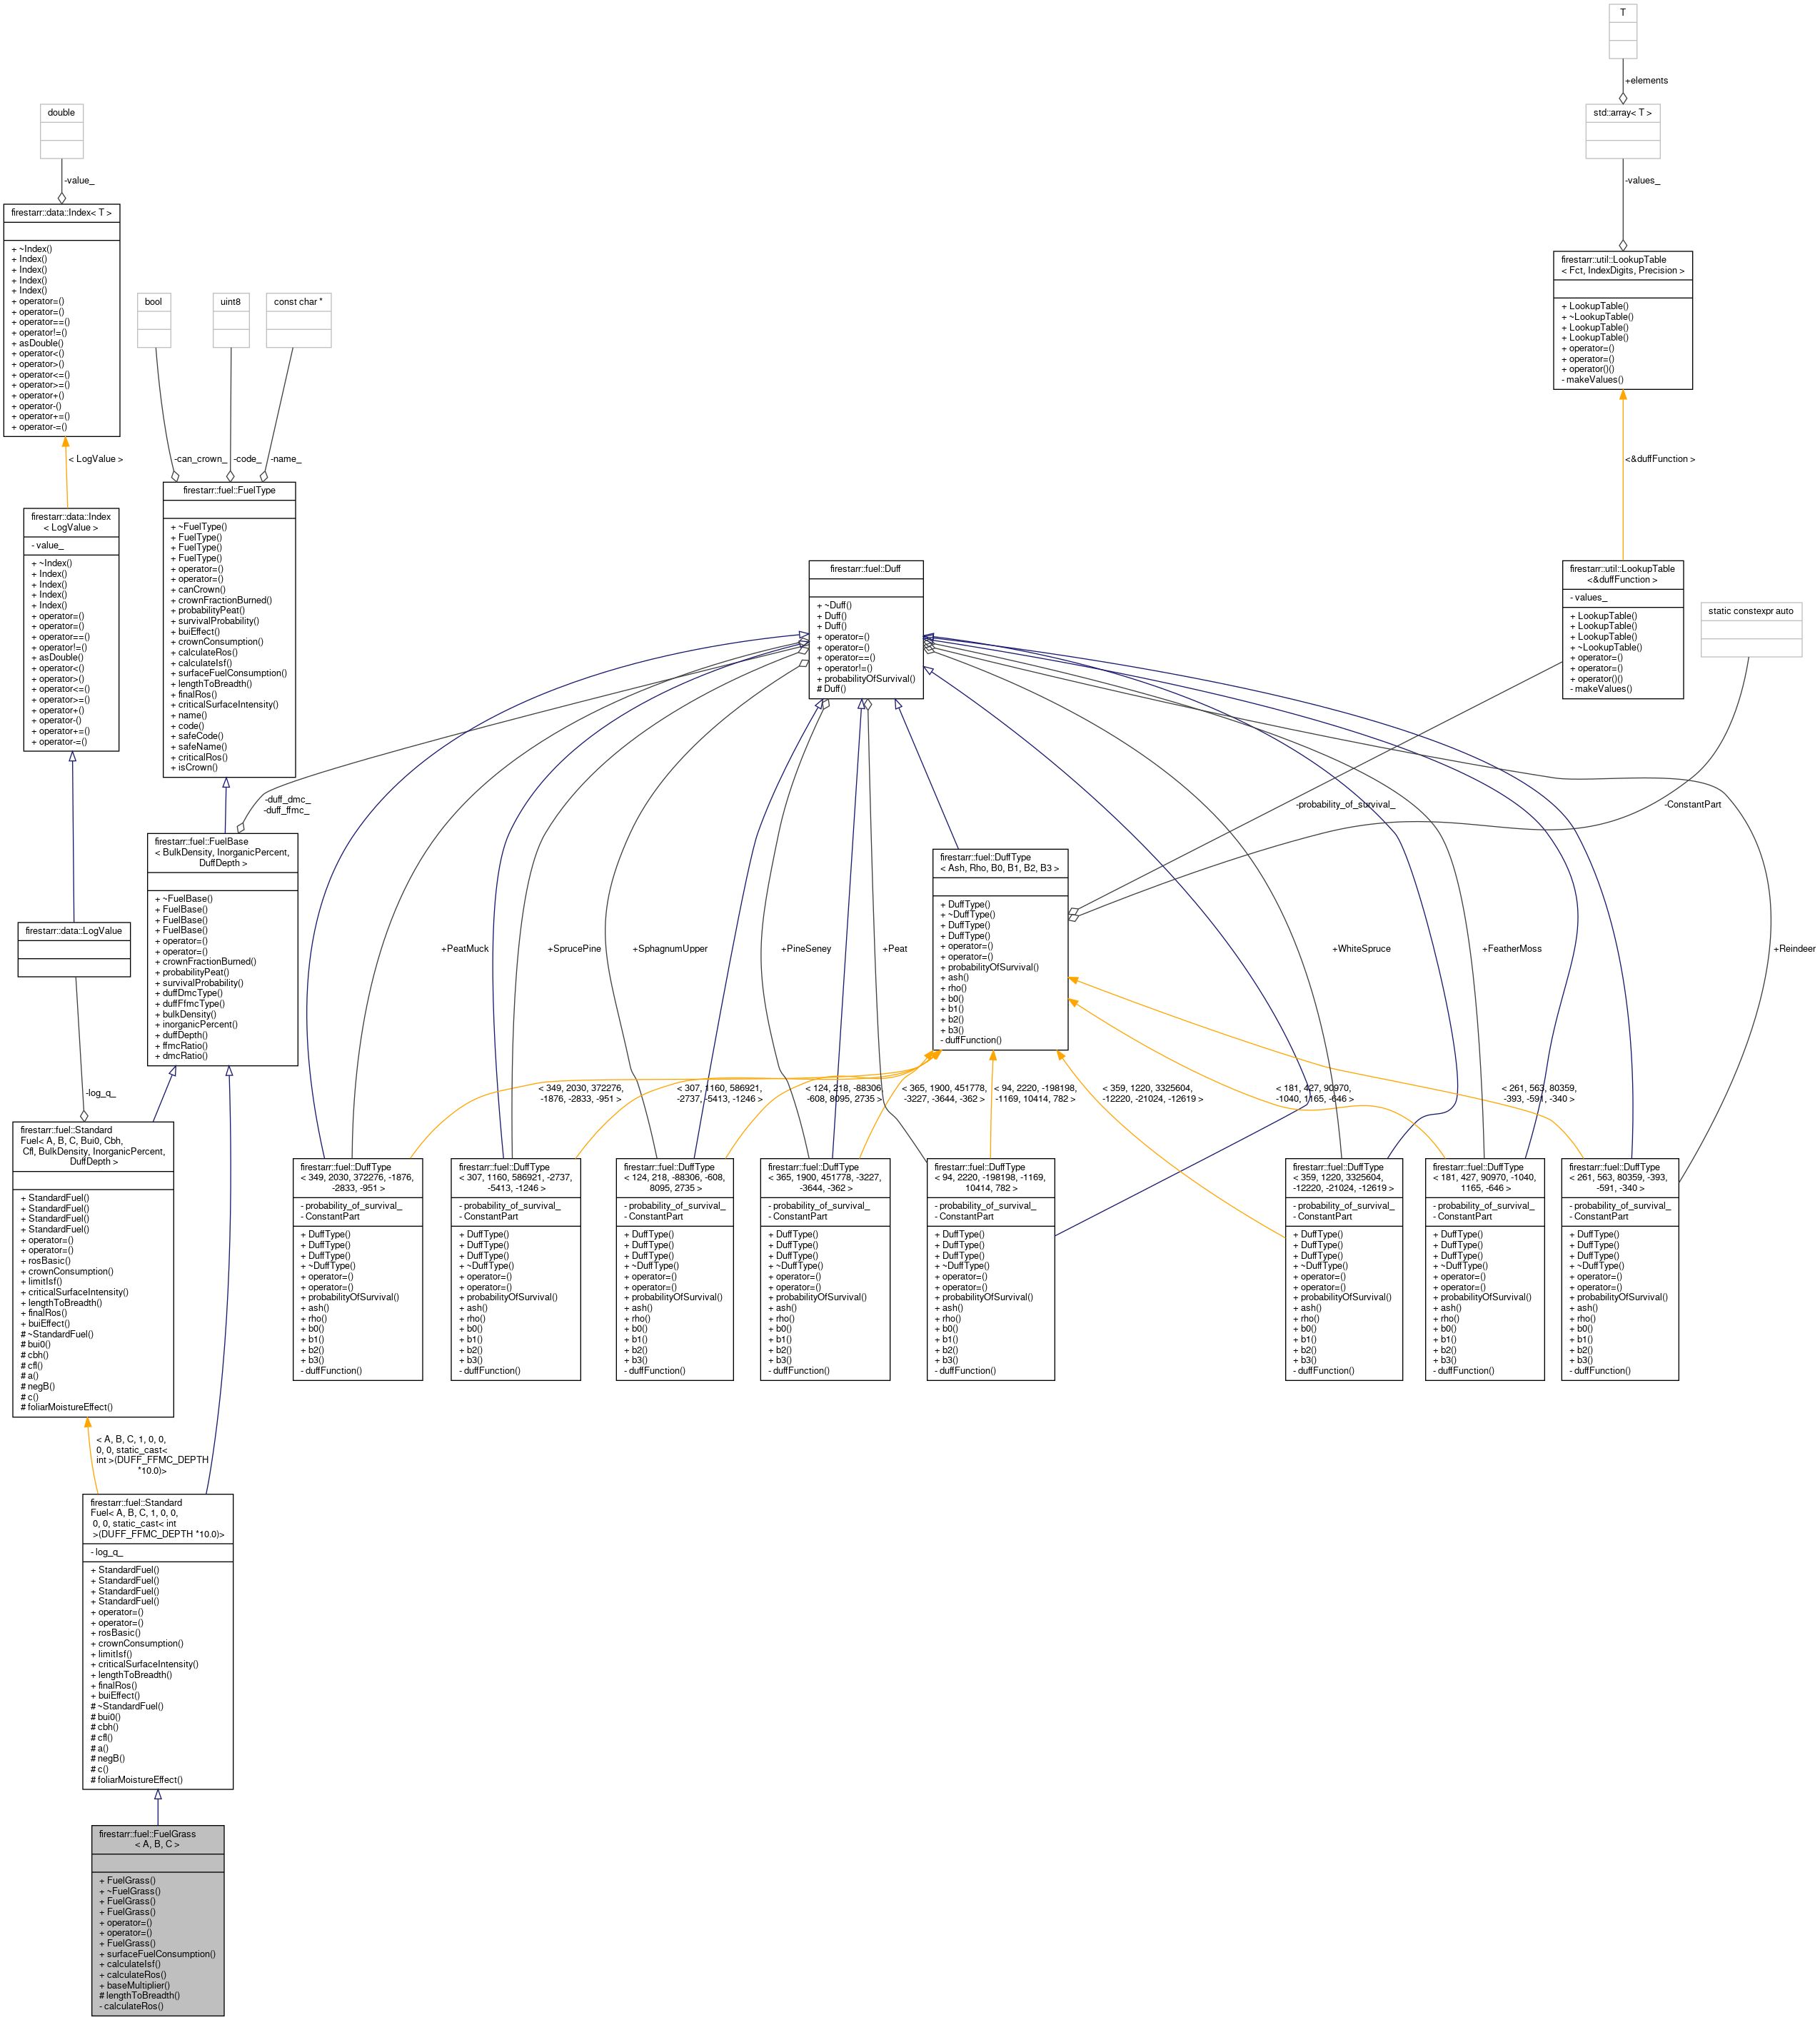 T
+elements
double
std::array< T >
-value_
-values_
firestarr::data::Index< T >
+ ~Index()
+ Index()
+ Index()
+ Index()
+ Index()
+ operator=()
+ operator=()
+ operator==()
+ operator!=()
+ asDouble()
+ operator<()
+ operator>()
+ operator<=()
+ operator>=()
+ operator+()
+ operator-()
+ operator+=()
+ operator-=()
firestarr::util::LookupTable
< Fct, IndexDigits, Precision >
+ LookupTable()
+ ~LookupTable()
+ LookupTable()
+ LookupTable()
+ operator=()
+ operator=()
+ operator()()
- makeValues()
bool
uint8
const char *
< LogValue >
-can_crown_
-code_
-name_
<&duffFunction >
firestarr::data::Index
< LogValue >
- value_
+ ~Index()
+ Index()
+ Index()
+ Index()
+ Index()
+ operator=()
+ operator=()
+ operator==()
+ operator!=()
+ asDouble()
+ operator<()
+ operator>()
+ operator<=()
+ operator>=()
+ operator+()
+ operator-()
+ operator+=()
+ operator-=()
firestarr::fuel::FuelType
+ ~FuelType()
+ FuelType()
+ FuelType()
+ FuelType()
+ operator=()
+ operator=()
+ canCrown()
+ crownFractionBurned()
+ probabilityPeat()
+ survivalProbability()
+ buiEffect()
+ crownConsumption()
+ calculateRos()
+ calculateIsf()
+ surfaceFuelConsumption()
+ lengthToBreadth()
+ finalRos()
+ criticalSurfaceIntensity()
+ name()
+ code()
+ safeCode()
+ safeName()
+ criticalRos()
+ isCrown()
firestarr::fuel::Duff
+ ~Duff()
+ Duff()
+ Duff()
+ operator=()
+ operator=()
+ operator==()
+ operator!=()
+ probabilityOfSurvival()
# Duff()
firestarr::util::LookupTable
<&duffFunction >
- values_
+ LookupTable()
+ LookupTable()
+ LookupTable()
+ ~LookupTable()
+ operator=()
+ operator=()
+ operator()()
- makeValues()
static constexpr auto
-duff_dmc_
-duff_ffmc_
-probability_of_survival_
-ConstantPart
firestarr::fuel::FuelBase
< BulkDensity, InorganicPercent,
DuffDepth >
+ ~FuelBase()
+ FuelBase()
+ FuelBase()
+ FuelBase()
+ operator=()
+ operator=()
+ crownFractionBurned()
+ probabilityPeat()
+ survivalProbability()
+ duffDmcType()
+ duffFfmcType()
+ bulkDensity()
+ inorganicPercent()
+ duffDepth()
+ ffmcRatio()
+ dmcRatio()
firestarr::fuel::DuffType
< Ash, Rho, B0, B1, B2, B3 >
+ DuffType()
+ ~DuffType()
+ DuffType()
+ DuffType()
+ operator=()
+ operator=()
+ probabilityOfSurvival()
+ ash()
+ rho()
+ b0()
+ b1()
+ b2()
+ b3()
- duffFunction()
firestarr::data::LogValue
+PeatMuck
+SprucePine
+SphagnumUpper
+PineSeney
+Peat
+WhiteSpruce
+FeatherMoss
+Reindeer
-log_q_
< 349, 2030, 372276,
-1876, -2833, -951 >
< 307, 1160, 586921,
-2737, -5413, -1246 >
< 124, 218, -88306,
-608, 8095, 2735 >
< 365, 1900, 451778,
-3227, -3644, -362 >
< 94, 2220, -198198,
-1169, 10414, 782 >
< 359, 1220, 3325604,
-12220, -21024, -12619 >
< 181, 427, 90970,
-1040, 1165, -646 >
< 261, 563, 80359,
-393, -591, -340 >
firestarr::fuel::Standard
Fuel< A, B, C, Bui0, Cbh,
Cfl, BulkDensity, InorganicPercent,
DuffDepth >
+ StandardFuel()
+ StandardFuel()
+ StandardFuel()
+ StandardFuel()
+ operator=()
+ operator=()
+ rosBasic()
+ crownConsumption()
+ limitIsf()
+ criticalSurfaceIntensity()
+ lengthToBreadth()
+ finalRos()
+ buiEffect()
# ~StandardFuel()
# bui0()
# cbh()
# cfl()
# a()
# negB()
# c()
# foliarMoistureEffect()
firestarr::fuel::DuffType
< 349, 2030, 372276, -1876,
-2833, -951 >
- probability_of_survival_
- ConstantPart
+ DuffType()
+ DuffType()
+ DuffType()
+ ~DuffType()
+ operator=()
+ operator=()
+ probabilityOfSurvival()
+ ash()
+ rho()
+ b0()
+ b1()
+ b2()
+ b3()
- duffFunction()
firestarr::fuel::DuffType
< 307, 1160, 586921, -2737,
-5413, -1246 >
- probability_of_survival_
- ConstantPart
+ DuffType()
+ DuffType()
+ DuffType()
+ ~DuffType()
+ operator=()
+ operator=()
+ probabilityOfSurvival()
+ ash()
+ rho()
+ b0()
+ b1()
+ b2()
+ b3()
- duffFunction()
firestarr::fuel::DuffType
< 124, 218, -88306, -608,
8095, 2735 >
- probability_of_survival_
- ConstantPart
+ DuffType()
+ DuffType()
+ DuffType()
+ ~DuffType()
+ operator=()
+ operator=()
+ probabilityOfSurvival()
+ ash()
+ rho()
+ b0()
+ b1()
+ b2()
+ b3()
- duffFunction()
firestarr::fuel::DuffType
< 365, 1900, 451778, -3227,
-3644, -362 >
- probability_of_survival_
- ConstantPart
+ DuffType()
+ DuffType()
+ DuffType()
+ ~DuffType()
+ operator=()
+ operator=()
+ probabilityOfSurvival()
+ ash()
+ rho()
+ b0()
+ b1()
+ b2()
+ b3()
- duffFunction()
firestarr::fuel::DuffType
< 94, 2220, -198198, -1169,
10414, 782 >
- probability_of_survival_
- ConstantPart
+ DuffType()
+ DuffType()
+ DuffType()
+ ~DuffType()
+ operator=()
+ operator=()
+ probabilityOfSurvival()
+ ash()
+ rho()
+ b0()
+ b1()
+ b2()
+ b3()
- duffFunction()
firestarr::fuel::DuffType
< 359, 1220, 3325604,
-12220, -21024, -12619 >
- probability_of_survival_
- ConstantPart
+ DuffType()
+ DuffType()
+ DuffType()
+ ~DuffType()
+ operator=()
+ operator=()
+ probabilityOfSurvival()
+ ash()
+ rho()
+ b0()
+ b1()
+ b2()
+ b3()
- duffFunction()
firestarr::fuel::DuffType
< 181, 427, 90970, -1040,
1165, -646 >
- probability_of_survival_
- ConstantPart
+ DuffType()
+ DuffType()
+ DuffType()
+ ~DuffType()
+ operator=()
+ operator=()
+ probabilityOfSurvival()
+ ash()
+ rho()
+ b0()
+ b1()
+ b2()
+ b3()
- duffFunction()
firestarr::fuel::DuffType
< 261, 563, 80359, -393,
-591, -340 >
- probability_of_survival_
- ConstantPart
+ DuffType()
+ DuffType()
+ DuffType()
+ ~DuffType()
+ operator=()
+ operator=()
+ probabilityOfSurvival()
+ ash()
+ rho()
+ b0()
+ b1()
+ b2()
+ b3()
- duffFunction()
< A, B, C, 1, 0, 0,
0, 0, static_cast<
int >(DUFF_FFMC_DEPTH
*10.0)>
firestarr::fuel::Standard
Fuel< A, B, C, 1, 0, 0,
0, 0, static_cast< int
>(DUFF_FFMC_DEPTH *10.0)>
- log_q_
+ StandardFuel()
+ StandardFuel()
+ StandardFuel()
+ StandardFuel()
+ operator=()
+ operator=()
+ rosBasic()
+ crownConsumption()
+ limitIsf()
+ criticalSurfaceIntensity()
+ lengthToBreadth()
+ finalRos()
+ buiEffect()
# ~StandardFuel()
# bui0()
# cbh()
# cfl()
# a()
# negB()
# c()
# foliarMoistureEffect()
firestarr::fuel::FuelGrass
< A, B, C >
+ FuelGrass()
+ ~FuelGrass()
+ FuelGrass()
+ FuelGrass()
+ operator=()
+ operator=()
+ FuelGrass()
+ surfaceFuelConsumption()
+ calculateIsf()
+ calculateRos()
+ baseMultiplier()
# lengthToBreadth()
- calculateRos()